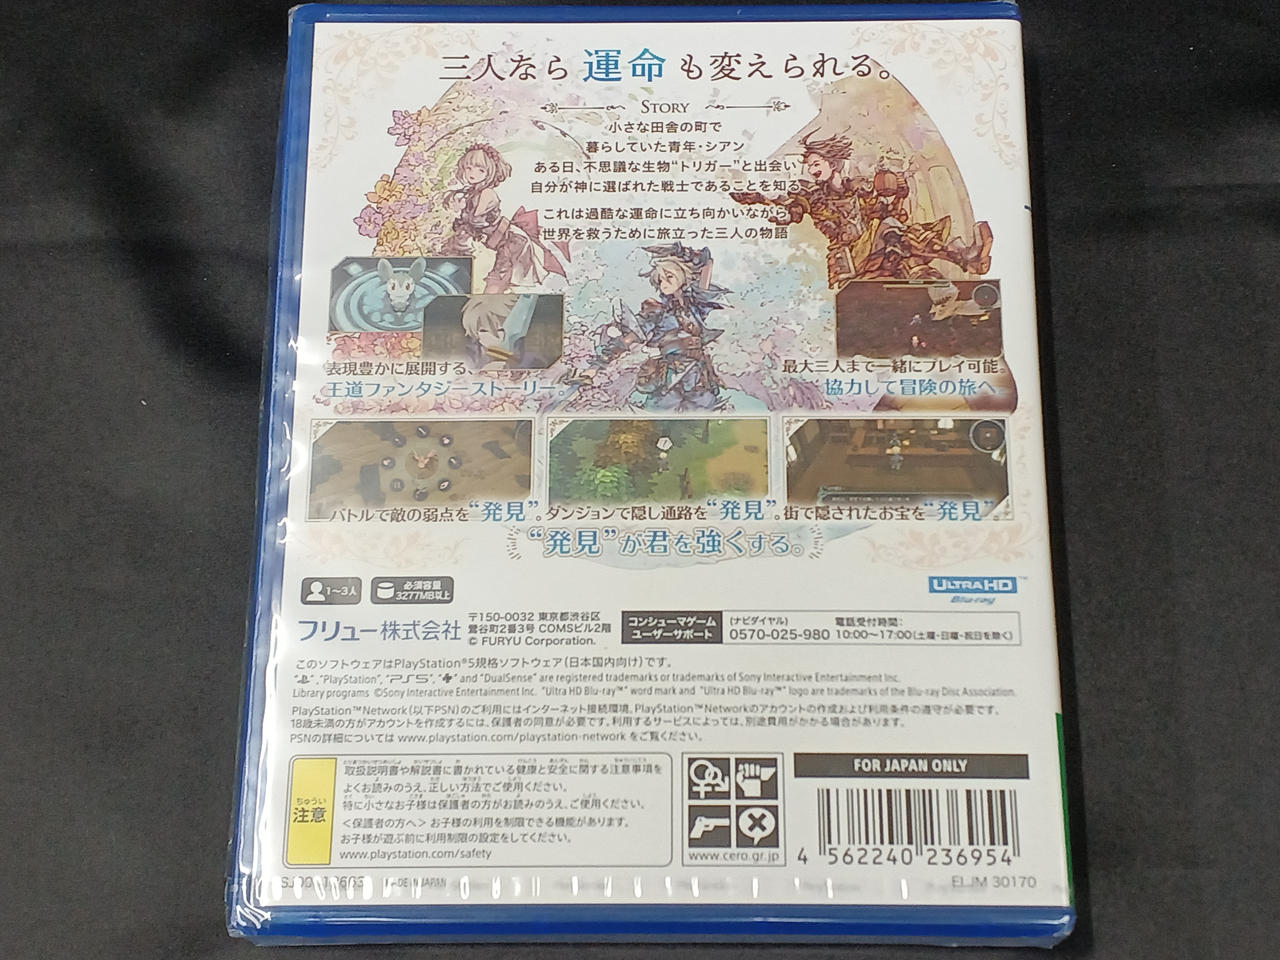 三人なら運命も変えられる。
STORY
小さな田舎の町で
暮らしていた青年・シアン
ある日、不思議な生物“トリガー”と出会い
自分が神に選ばれた戦士であることを知る
これは過酷な運命に立ち向かいながら
世界を救うために旅立った三人の物語
表現豊かに展開する、
王道ファンタジーストーリー。
最大三人まで一緒にプレイ可能。
協力して冒険の旅へ
バトルで敵の弱点を“発見”。
ダンジョンで隠し通路を“発見”。
街で隠されたお宝を“発見”。
“発見”が君を強くする。
1〜3人
必須容量
3277MB以上
ULTRA HD
Blu-ray™
フリュー株式会社
〒150-0032 東京都渋谷区
鶯谷町2番3号 COMSビル2階
© FURYU Corporation.
コンシューマゲーム
ユーザーサポート
(ナビダイヤル)
0570-025-980
電話受付時間:
10:00〜17:00(土曜・日曜・祝日を除く)
このソフトウェアはPlayStation®5規格ソフトウェア(日本国内向け)です。
“PlayStation”, “PS5”, and “DualSense” are registered trademarks or trademarks of Sony Interactive Entertainment Inc.
Library programs ©Sony Interactive Entertainment Inc. “Ultra HD Blu-ray™” word mark and “Ultra HD Blu-ray™” logo are trademarks of the Blu-ray Disc Association.
PlayStation™Network(以下PSN)のご利用にはインターネット接続環境、PlayStation™Networkのアカウントの作成および利用条件の遵守が必要です。
18歳未満の方がアカウントを作成するには、保護者の同意が必要です。利用するサービスによっては、別途費用がかかる場合があります。
PSNの詳細については www.playstation.com/playstation-network をご覧ください。
ちゅうい
注意
取扱説明書や解説書に書かれている健康と安全に関する注意事項を
よくお読みのうえ、正しい方法でご使用ください。
特に小さなお子様は保護者の方がお読みのうえ、ご使用ください。
<保護者の方へ> お子様の利用を制限できる機能があります。
お子様が遊ぶ前に利用制限の設定をしてください。
www.playstation.com/safety
www.cero.gr.jp
FOR JAPAN ONLY
4 562240 236954
MADE IN JAPAN
ELJM 30170